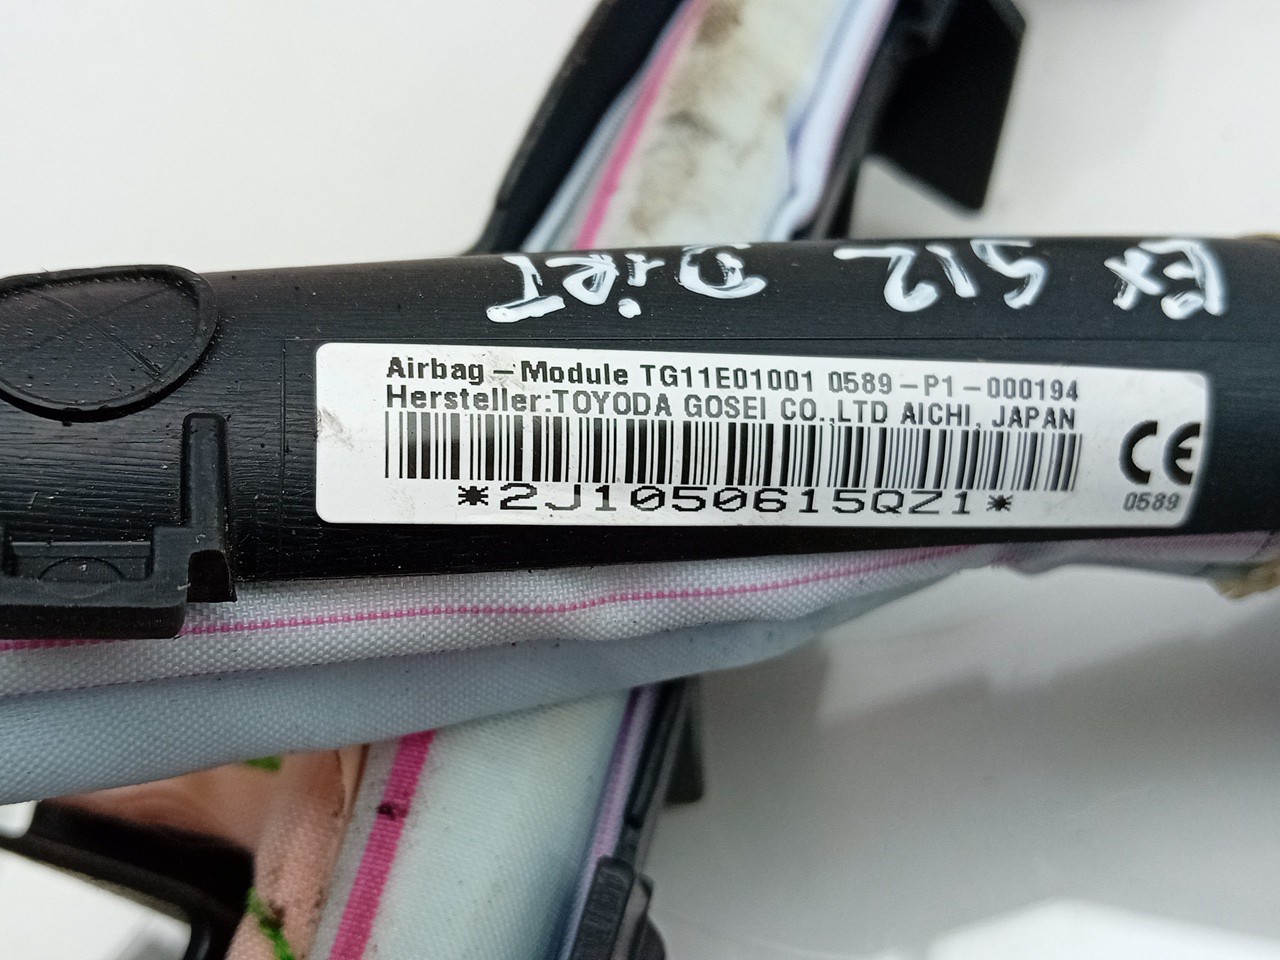 Airbag – Module TG11E01001 0589 – P1 – 000194
Hersteller:TOYODA GOSEI CO.,LTD AICHI, JAPAN
*2J1050615QZ1*
CE
0589
Ex 512